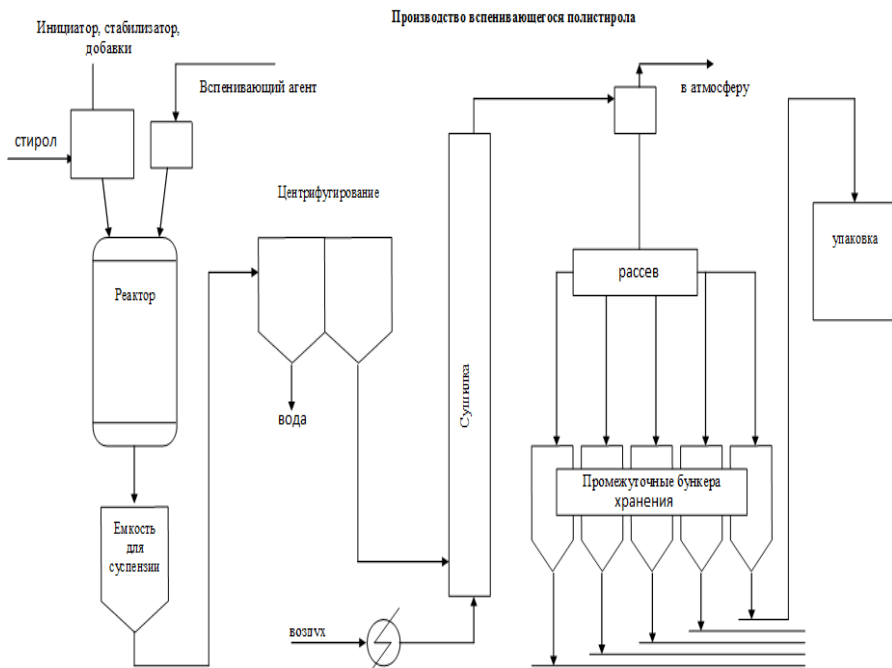 Производство вспенивающегося полистирола
Инициатор, стабилизатор,
добавки
Вспенивающий агент
в атмосферу
стирол
Центрифугирование
упаковка
рассев
Реактор
Сушилка
вода
Промежуточные бункера
хранения
Емкость
для
суспензии
воздух